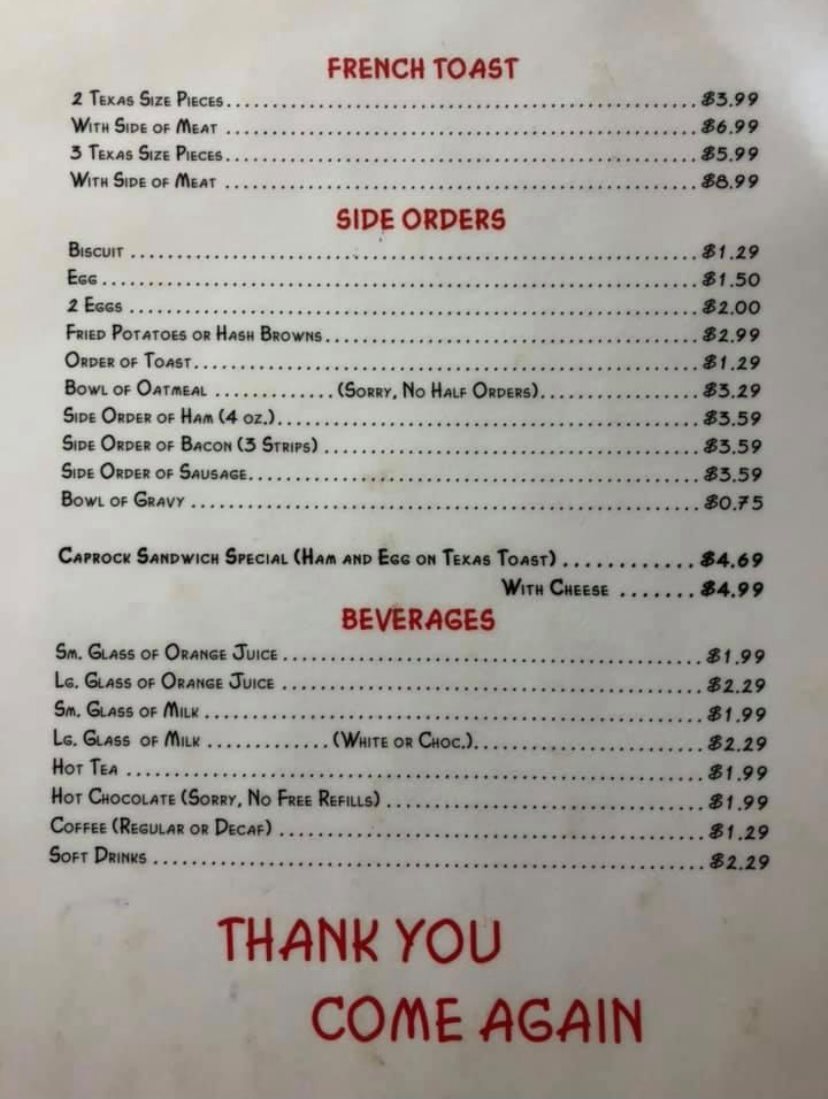 FRENCH TOAST
2 Texas Size Pieces........................................................$3.99
With Side of Meat ........................................................$6.99
3 Texas Size Pieces........................................................$5.99
With Side of Meat ........................................................$8.99
SIDE ORDERS
Biscuit ........................................................$1.29
Egg........................................................$1.50
2 Eggs ........................................................$2.00
Fried Potatoes or Hash Browns........................................$2.99
Order of Toast........................................................$1.29
Bowl of Oatmeal .............(Sorry, No Half Orders)..................$3.29
Side Order of Ham (4 oz.)..............................................$3.59
Side Order of Bacon (3 Strips) ........................................$3.59
Side Order of Sausage..................................................$3.59
Bowl of Gravy ........................................................$0.75
Caprock Sandwich Special (Ham and Egg on Texas Toast) ............$4.69
With Cheese .......$4.99
BEVERAGES
Sm. Glass of Orange Juice ..............................................$1.99
Lg. Glass of Orange Juice ..............................................$2.29
Sm. Glass of Milk......................................................$1.99
Lg. Glass of Milk .............(White or Choc.).........................$2.29
Hot Tea ........................................................$1.99
Hot Chocolate (Sorry, No Free Refills) ..................................$1.99
Coffee (Regular or Decaf) ..............................................$1.29
Soft Drinks ........................................................$2.29
THANK YOU
COME AGAIN